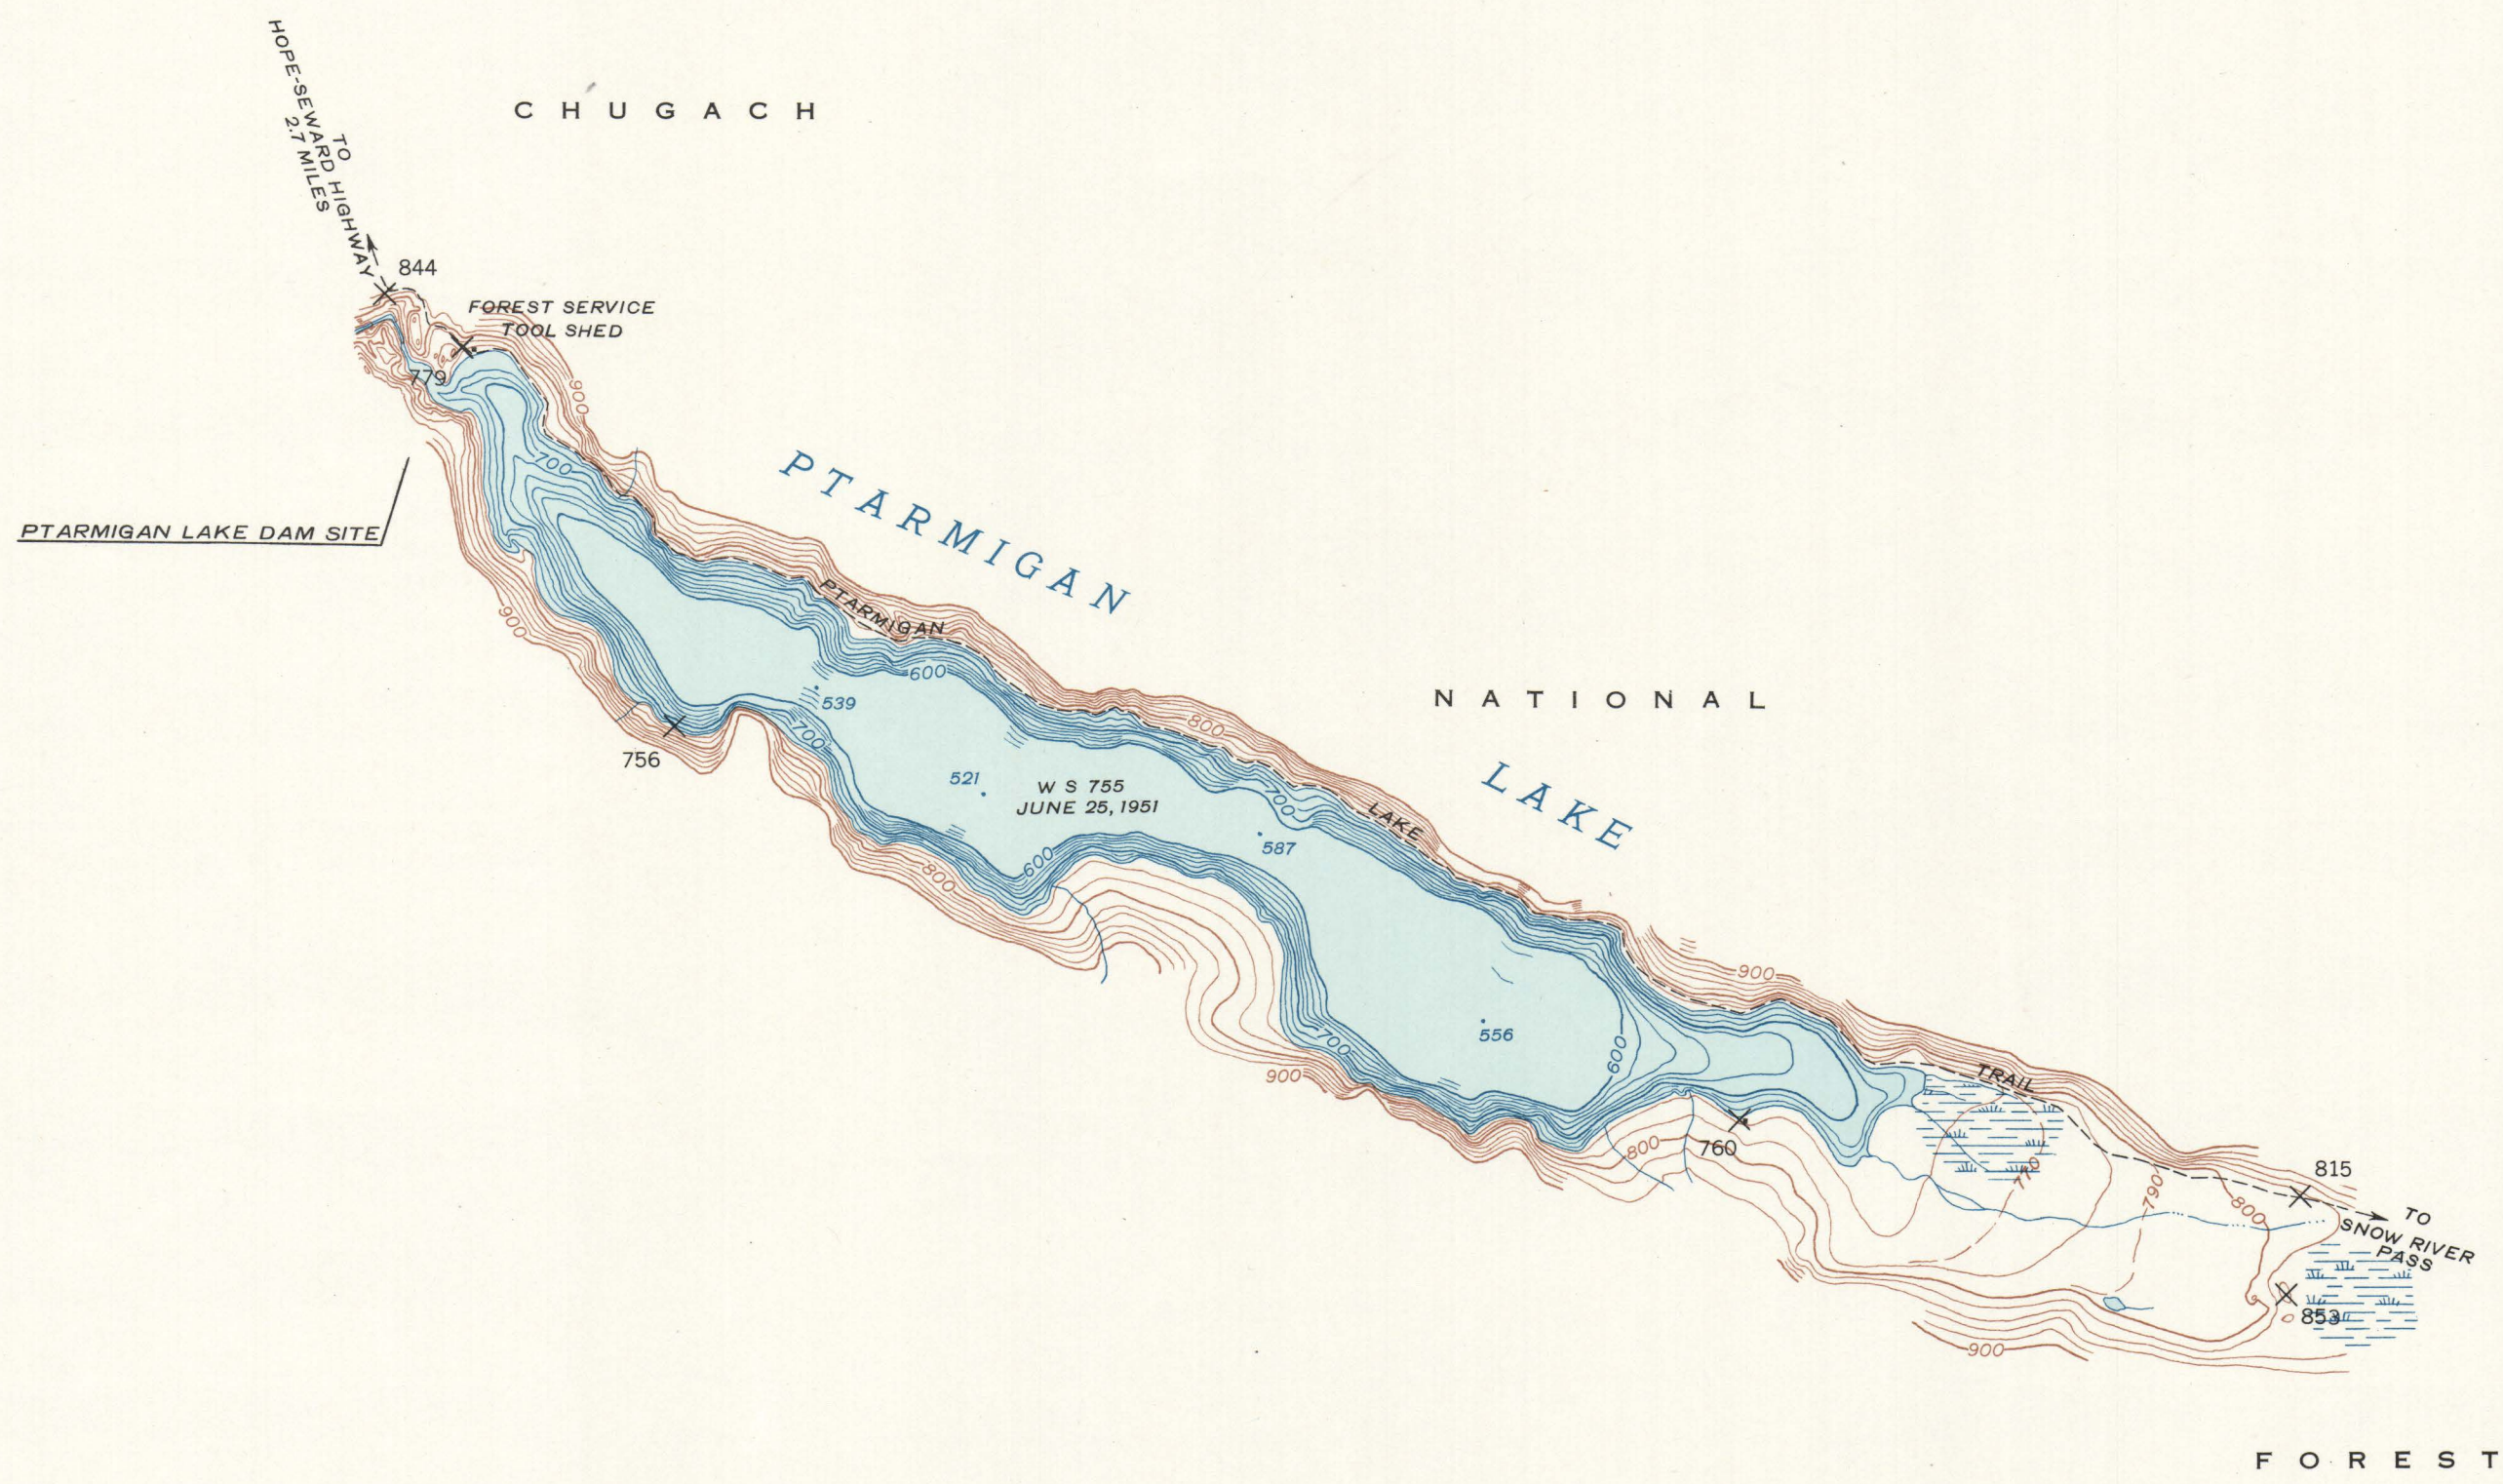 CHUGACH
TO
HOPE-SEWARD HIGHWAY
2.7 MILES
844
FOREST SERVICE
TOOL SHED
779
900
700
PTARMIGAN
PTARMIGAN LAKE DAM SITE
900
PTARMIGAN
600
539
700
756
NATIONAL
800
521
W S 755
JUNE 25, 1951
700
LAKE
LAKE
587
600
800
900
556
700
600
900
TRAIL
760
800
770
790
800
815
TO
SNOW RIVER
PASS
853
900
FOREST